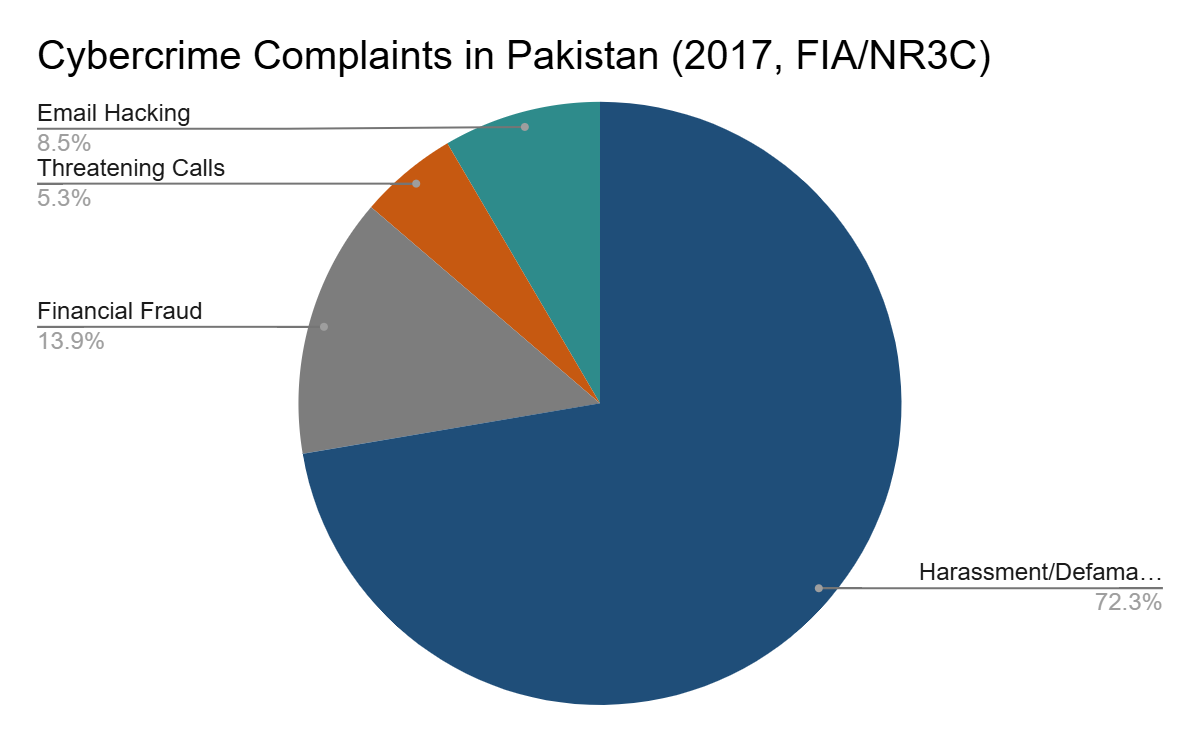 Cybercrime Complaints in Pakistan (2017, FIA/NR3C)
Email Hacking
8.5%
Threatening Calls
5.3%
Financial Fraud
13.9%
Harassment/Defama…
72.3%